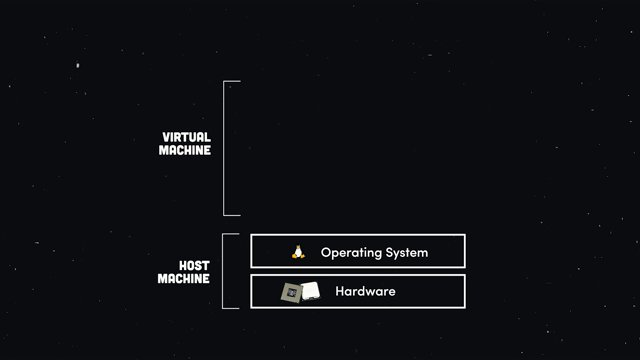 VIRTUAL
MACHINE
HOST
MACHINE
Operating System
Hardware